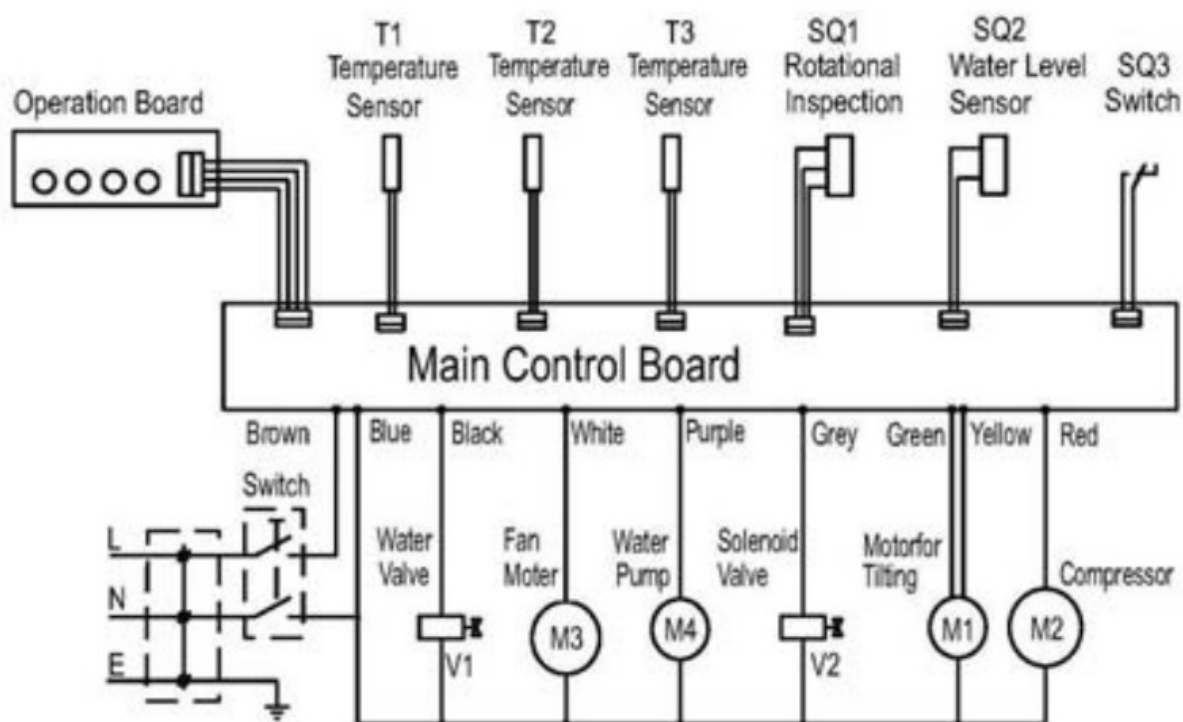 T1
Temperature
Sensor
T2
Temperature
Sensor
T3
Temperature
Sensor
SQ1
Rotational
Inspection
SQ2
Water Level
Sensor
SQ3
Switch
Operation Board
Main Control Board
Brown
Blue
Black
White
Purple
Grey
Green
Yellow
Red
Switch
L
N
E
Water
Valve
V1
Fan
Moter
M3
Water
Pump
M4
Solenoid
Valve
V2
Motorfor
Tilting
M1
Compressor
M2